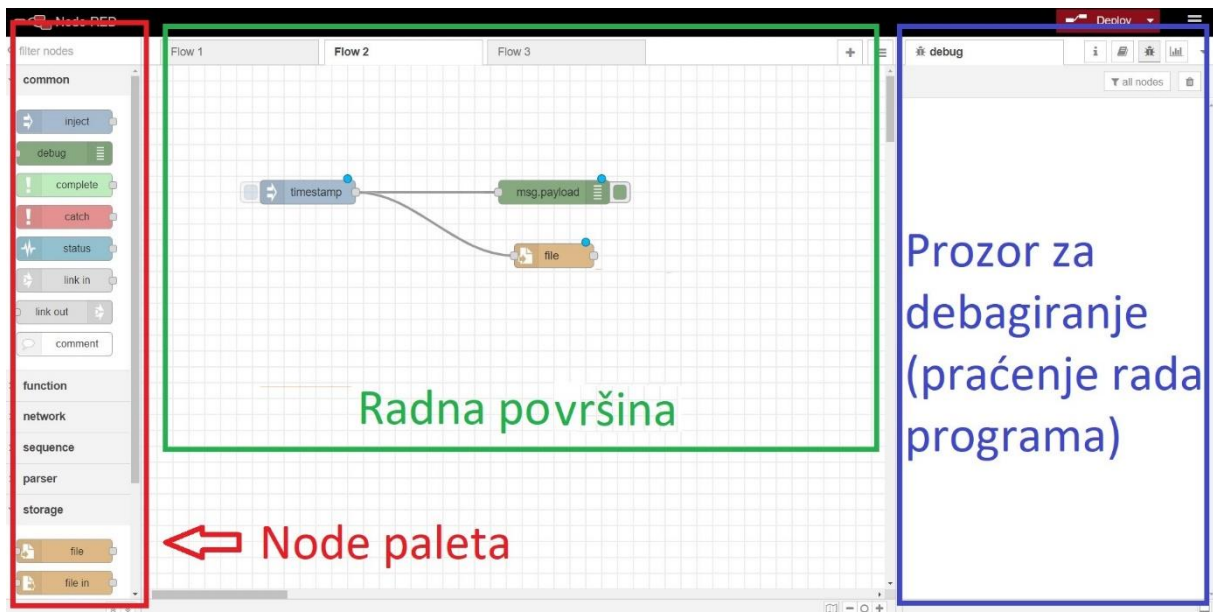 Node-RED
Deploy
filter nodes
Flow 1
Flow 2
Flow 3
debug
i
all nodes
common
inject
debug
complete
catch
status
link in
link out
comment
function
network
sequence
parser
storage
file
file in
timestamp
msg.payload
file
Radna površina
Node paleta
Prozor za
debagiranje
(praćenje rada
programa)